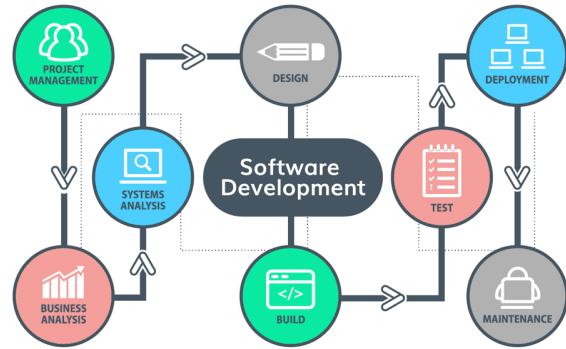 PROJECT
MANAGEMENT
BUSINESS
ANALYSIS
SYSTEMS
ANALYSIS
DESIGN
Software
Development
</>
BUILD
TEST
DEPLOYMENT
MAINTENANCE